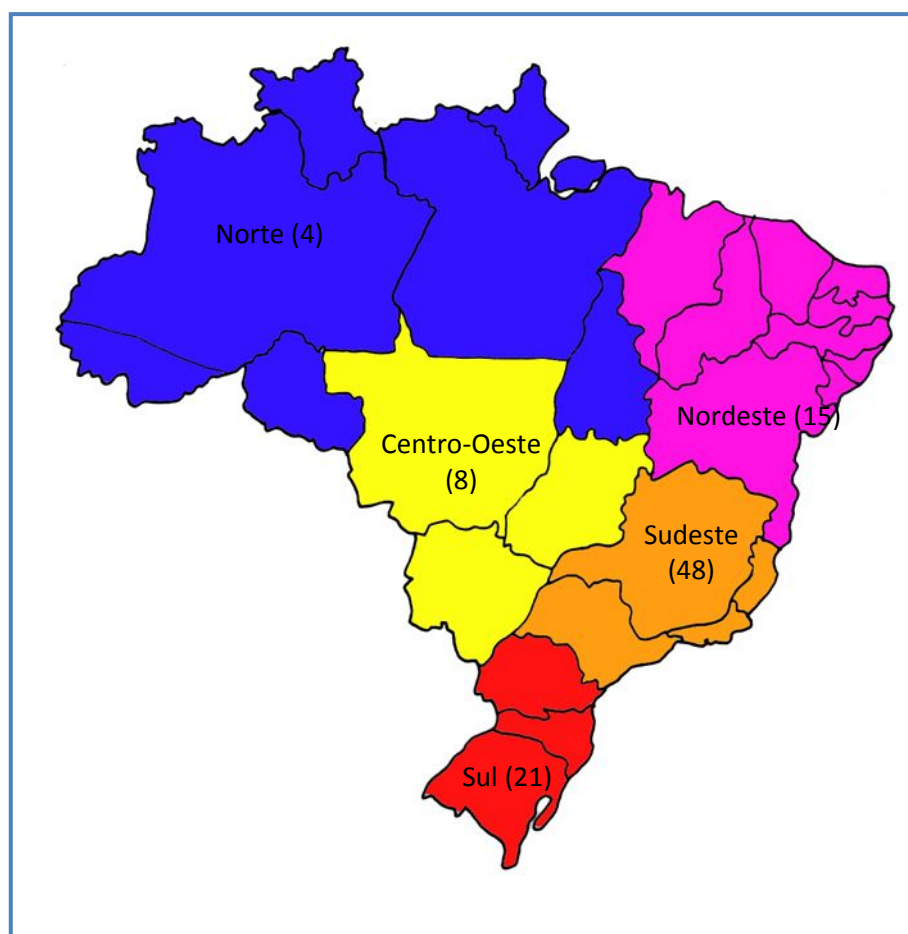 Norte (4)
Nordeste (15)
Centro-Oeste
(8)
Sudeste
(48)
Sul (21)